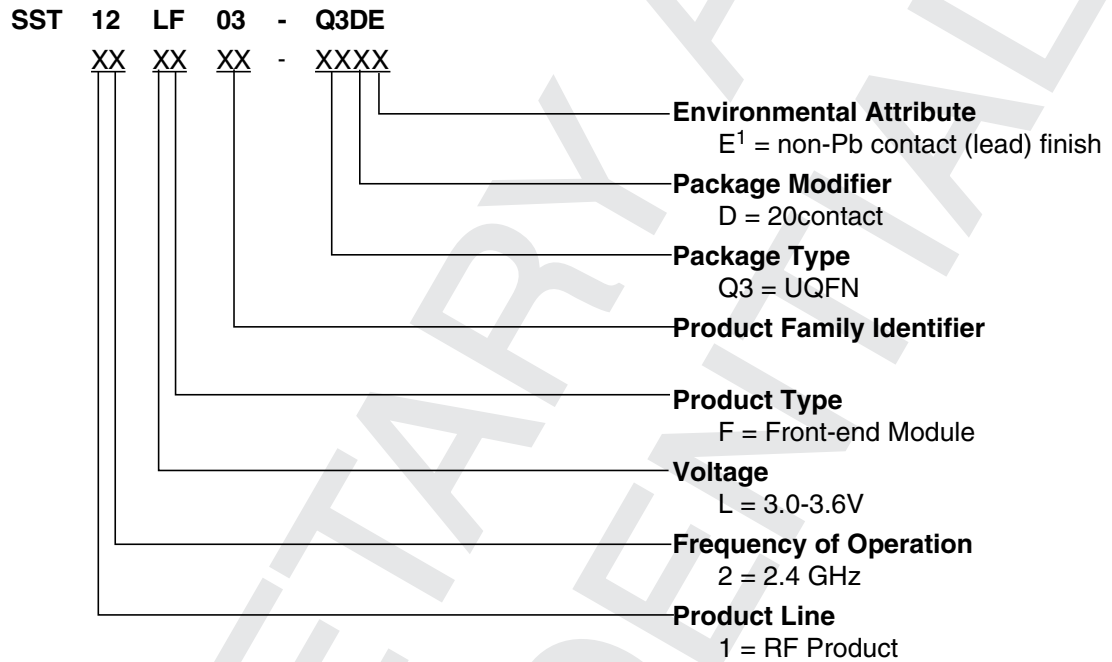 SST 12 LF 03 - Q3DE
XX XX XX - XXXX
Environmental Attribute
E1 = non-Pb contact (lead) finish
Package Modifier
D = 20contact
Package Type
Q3 = UQFN
Product Family Identifier
Product Type
F = Front-end Module
Voltage
L = 3.0-3.6V
Frequency of Operation
2 = 2.4 GHz
Product Line
1 = RF Product